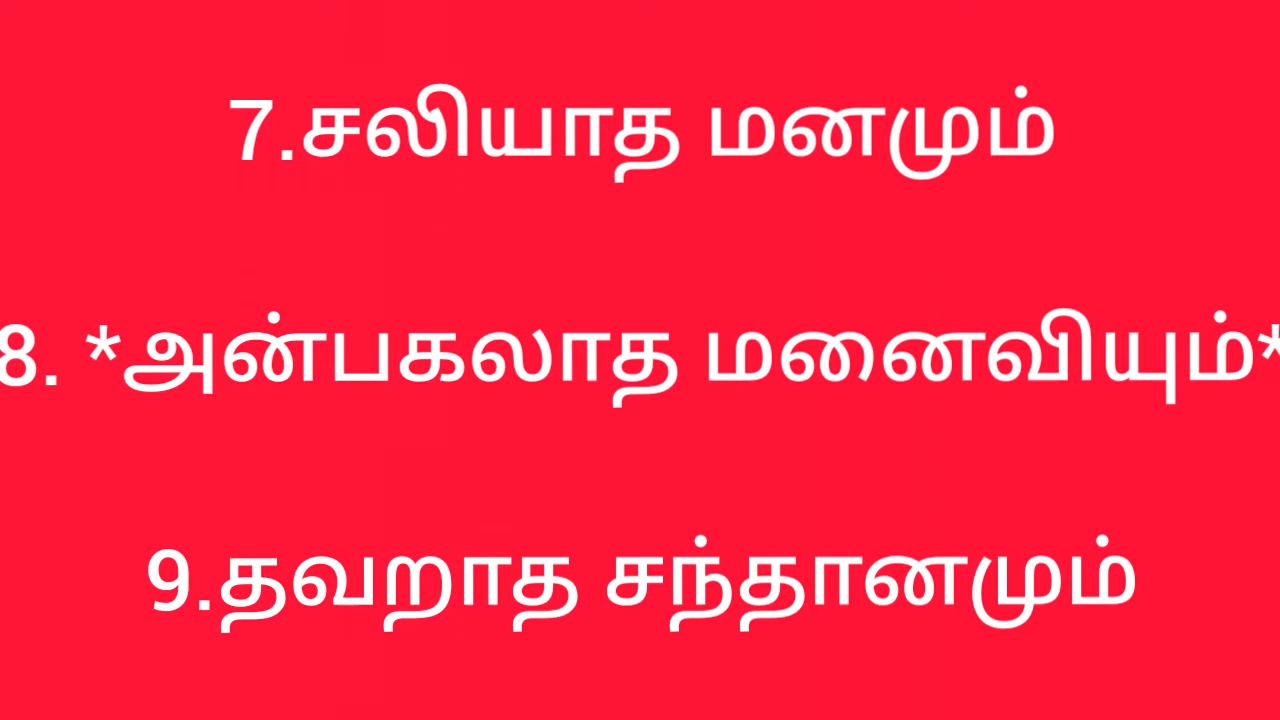 7.சலியாத மனமும்
8. *அன்பகலாத மனைவியும்*
9.தவறாத சந்தானமும்